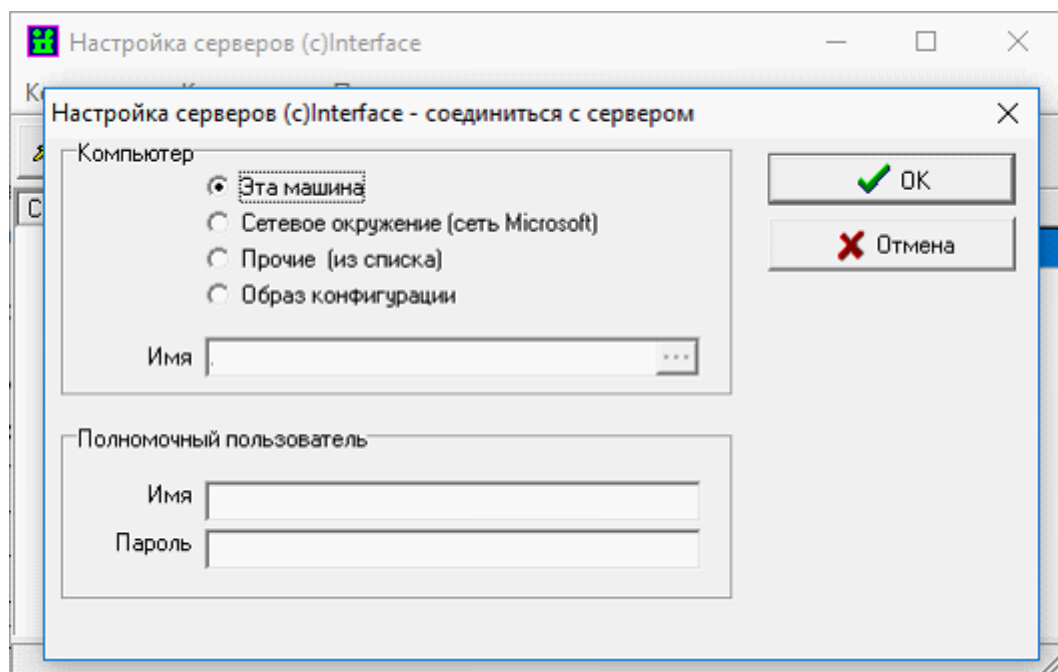 Настройка серверов (с)Interface
Настройка серверов (с)Interface - соединиться с сервером
Компьютер
Эта машина
Сетевое окружение (сеть Microsoft)
Прочие (из списка)
Образ конфигурации
Имя .
...
OK
Отмена
Полномочный пользователь
Имя
Пароль